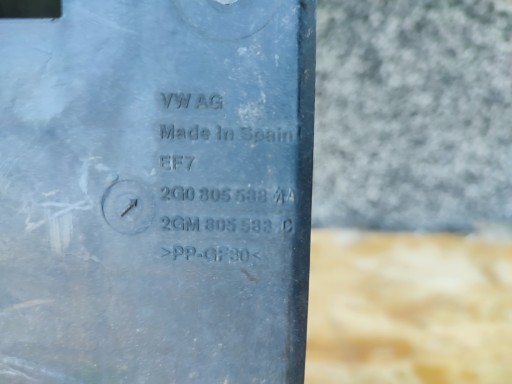 VW AG
Made In Spain
EF7
2G0 805 588 /A
2GM 805 583 C
>PP-GF30<